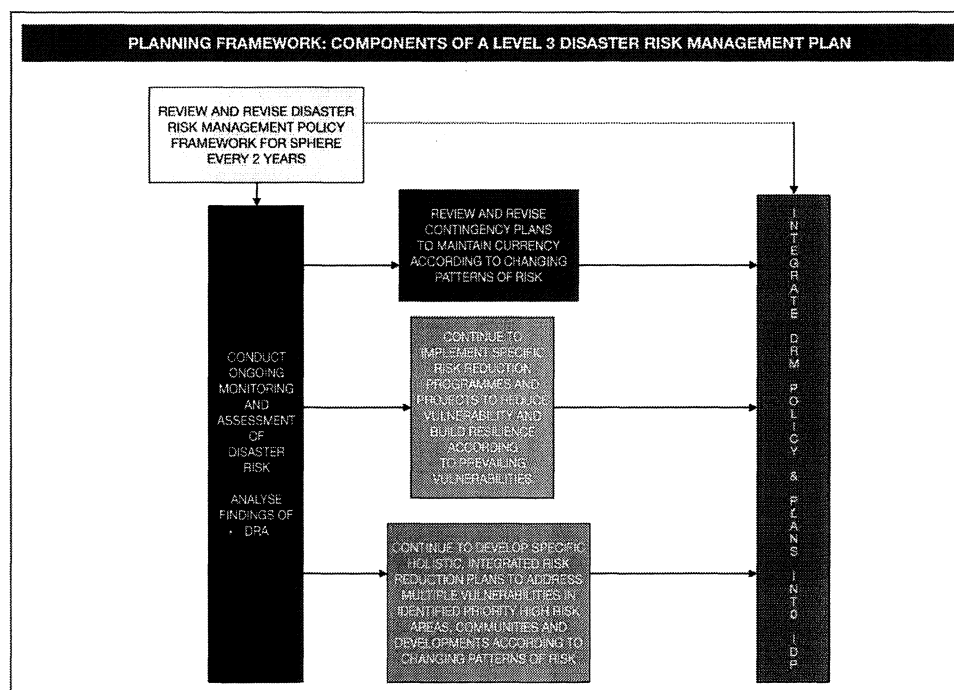 PLANNING FRAMEWORK: COMPONENTS OF A LEVEL 3 DISASTER RISK MANAGEMENT PLAN
REVIEW AND REVISE DISASTER
RISK MANAGEMENT POLICY
FRAMEWORK FOR SPHERE
EVERY 2 YEARS
CONDUCT
ONGOING
MONITORING
AND
ASSESSMENT
OF
DISASTER
RISK
ANALYSE
FINDINGS OF
DRA
REVIEW AND REVISE
CONTINGENCY PLANS
TO MAINTAIN CURRENCY
ACCORDING TO CHANGING
PATTERNS OF RISK
CONTINUE TO
IMPLEMENT SPECIFIC
RISK REDUCTION
PROGRAMMES AND
PROJECTS TO REDUCE
VULNERABILITY AND
BUILD RESILIENCE
ACCORDING
TO PREVAILING
VULNERABILITIES
CONTINUE TO DEVELOP SPECIFIC
HOLISTIC, INTEGRATED RISK
REDUCTION PLANS TO ADDRESS
MULTIPLE VULNERABILITIES IN
IDENTIFIED PRIORITY HIGH RISK
AREAS, COMMUNITIES AND
DEVELOPMENTS ACCORDING TO
CHANGING PATTERNS OF RISK
INTEGRATE DRM POLICY & PLANS INTO IDP